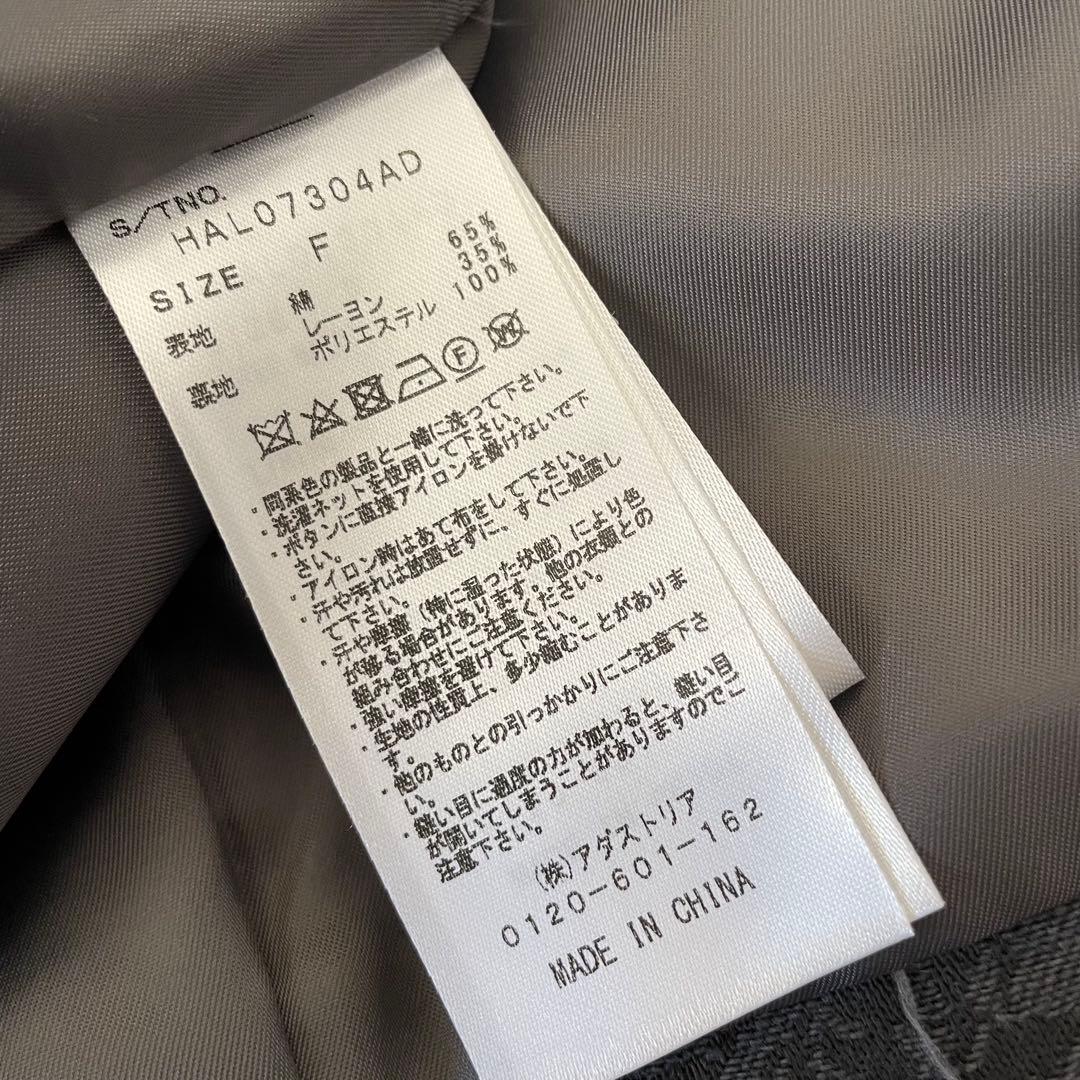 S/TNO.
HAL07304AD
SIZE F
表地 綿 65%
レーヨン 35%
裏地 ポリエステル 100%
F
W
・同系色の製品と一緒に洗って下さい。
・洗濯ネットを使用して下さい。
・ボタンに直接アイロンを掛けないで下
さい。
・アイロン時はあて布をして下さい。
・汗や汚れは放置せずに、すぐに処置し
て下さい。
・汗や摩擦（特に湿った状態）により色
が移る場合があります。他の衣類との
組み合わせにご注意ください。
・強い摩擦を避けて下さい。
・生地の性質上、多少縮むことがありま
す。
・他のものとの引っかかりにご注意下さ
い。
・縫い目に過度の力が加わると、縫い目
が開いてしまうことがありますのでご
注意下さい。
(株)アダストリア
0120-601-162
MADE IN CHINA